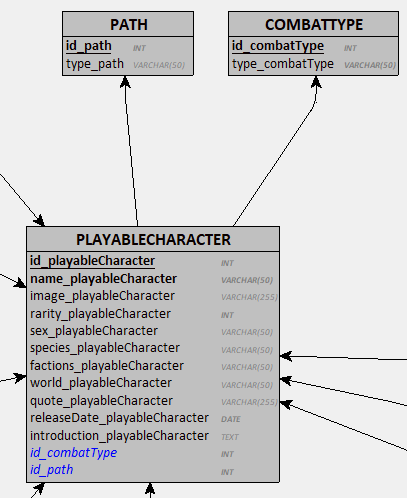 PATH
id_path INT
type_path VARCHAR(50)
COMBATTYPE
id_combatType INT
type_combatType VARCHAR(50)
PLAYABLECHARACTER
id_playableCharacter INT
name_playableCharacter VARCHAR(50)
image_playableCharacter VARCHAR(255)
rarity_playableCharacter INT
sex_playableCharacter VARCHAR(50)
species_playableCharacter VARCHAR(50)
factions_playableCharacter VARCHAR(50)
world_playableCharacter VARCHAR(50)
quote_playableCharacter VARCHAR(255)
releaseDate_playableCharacter DATE
introduction_playableCharacter TEXT
id_combatType INT
id_path INT